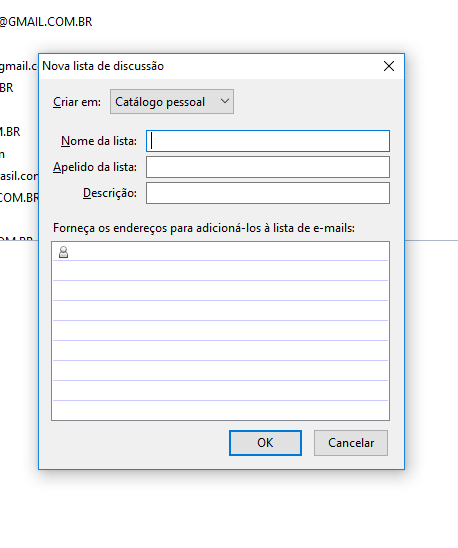 @GMAIL.COM.BR
gmail.c
BR
M.BR
m
asil.com
COM.BR
OM.BR
Nova lista de discussão
Criar em: Catálogo pessoal
Nome da lista:
Apelido da lista:
Descrição:
Forneça os endereços para adicioná-los à lista de e-mails:
OK Cancelar